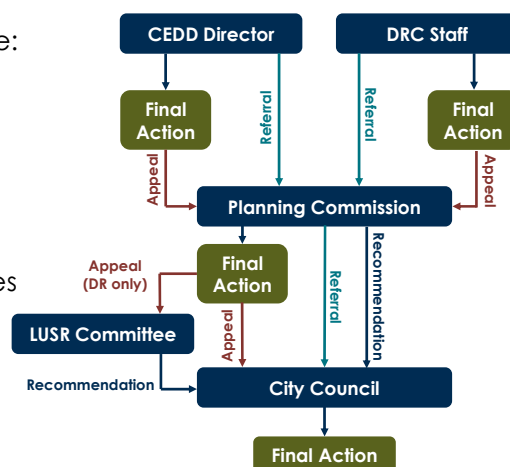 e:
CEDD Director
DRC Staff
Final
Action
Referral
Referral
Final
Action
Appeal
Appeal
Planning Commission
es
Appeal
(DR only)
Final
Action
Appeal
Referral
Recommendation
LUSR Committee
Recommendation
City Council
Final Action